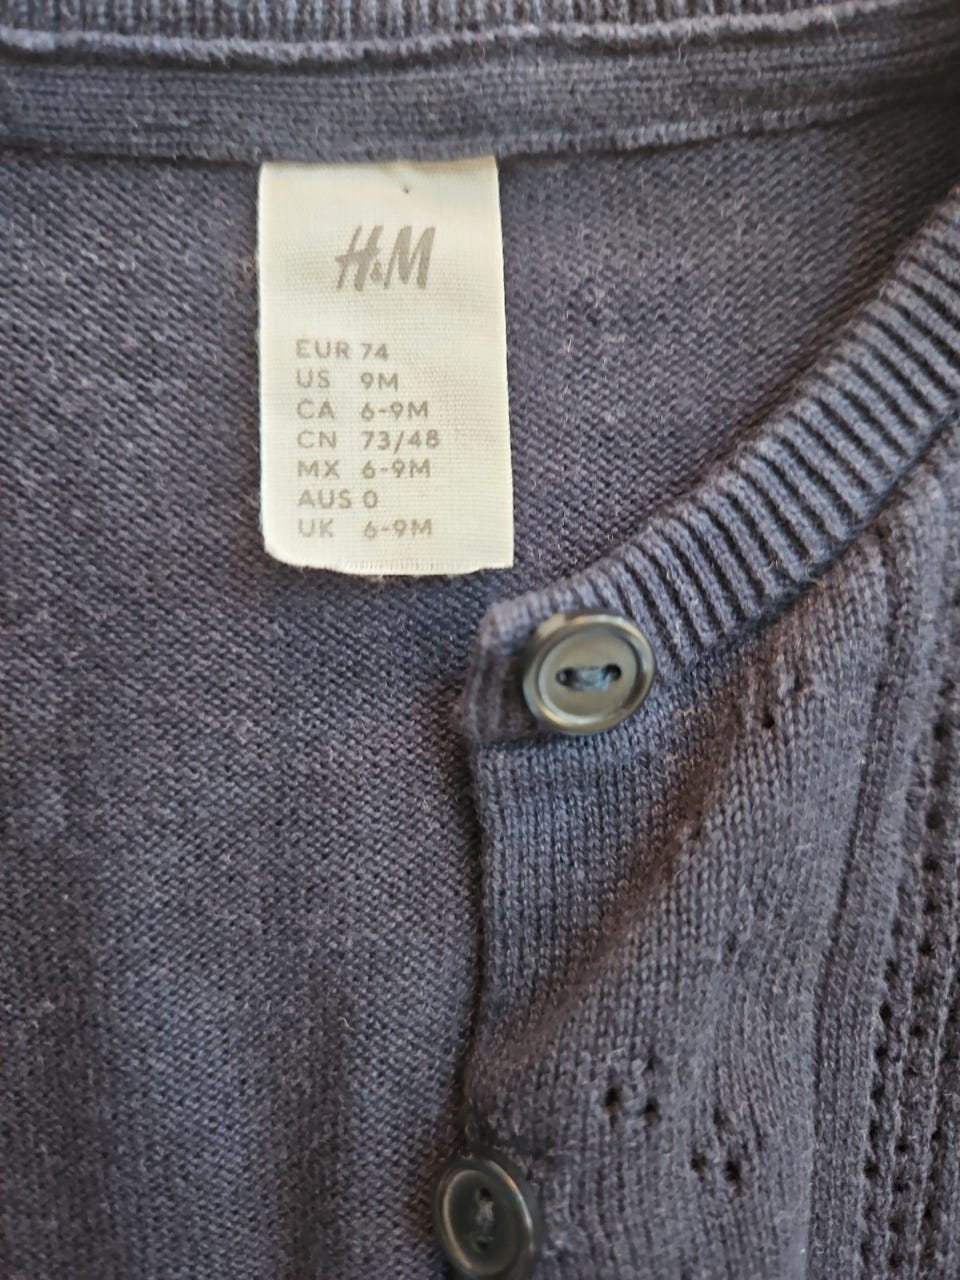 H&M
EUR 74
US 9M
CA 6-9M
CN 73/48
MX 6-9M
AUS 0
UK 6-9M